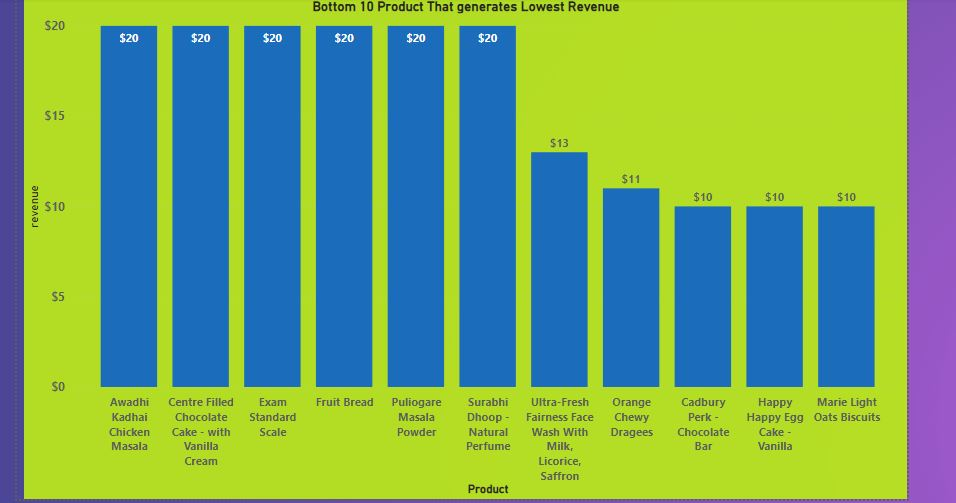 Bottom 10 Product That generates Lowest Revenue
$20
$15
$10
$5
$0
revenue
$20
$20
$20
$20
$20
$20
$13
$11
$10
$10
$10
Awadhi
Kadhai
Chicken
Masala
Centre Filled
Chocolate
Cake - with
Vanilla
Cream
Exam
Standard
Scale
Fruit Bread
Puliogare
Masala
Powder
Surabhi
Dhoop -
Natural
Perfume
Ultra-Fresh
Fairness Face
Wash With
Milk,
Licorice,
Saffron
Orange
Chewy
Dragees
Cadbury
Perk -
Chocolate
Bar
Happy
Happy Egg
Cake -
Vanilla
Marie Light
Oats Biscuits
Product